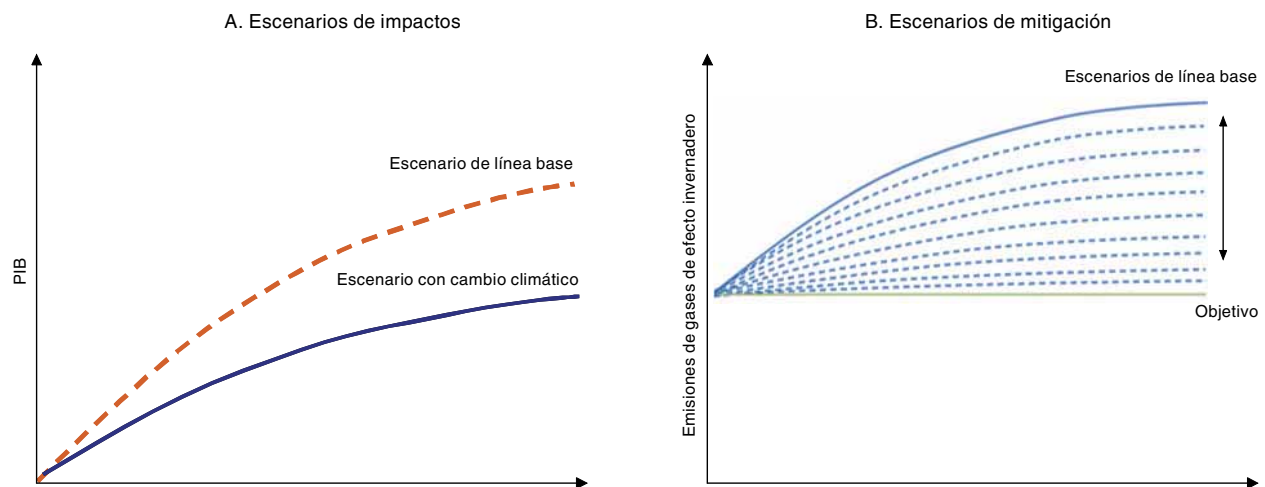 A. Escenarios de impactos
PIB
Escenario de línea base
Escenario con cambio climático
B. Escenarios de mitigación
Emisiones de gases de efecto invernadero
Escenarios de línea base
Objetivo